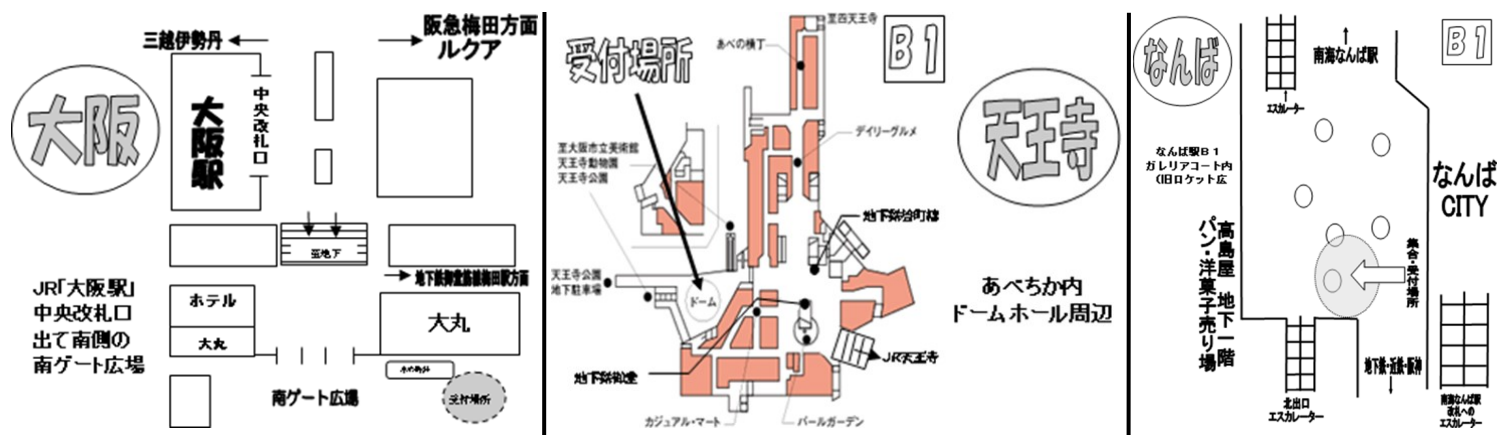 三越伊勢丹
阪急梅田方面
ルクア
大阪
大阪駅
中央改札口
至地下
地下鉄御堂筋線梅田駅方面
JR「大阪駅」
中央改札口
出て南側の
南ゲート広場
ホテル
大丸
大丸
水の時計
南ゲート広場
受付場所
受付場所
B1
至四天王寺
あべの横丁
天王寺
デイリーグルメ
至大阪市立美術館
天王寺動物園
天王寺公園
地下鉄谷町線
天王寺公園
地下駐車場
ドーム
あべちか内
ドームホール周辺
JR天王寺
地下鉄御堂
カジュアル・マート
パールガーデン
なんば
南海なんば駅
B1
エスカレーター
なんば駅B1
ガレリアコート内
(旧ロケット広
なんば
CITY
高島屋 地下一階
パン・洋菓子売り場
集合・受付場所
地下鉄・近鉄・阪神
北出口
エスカレーター
南海なんば駅
改札への
エスカレーター